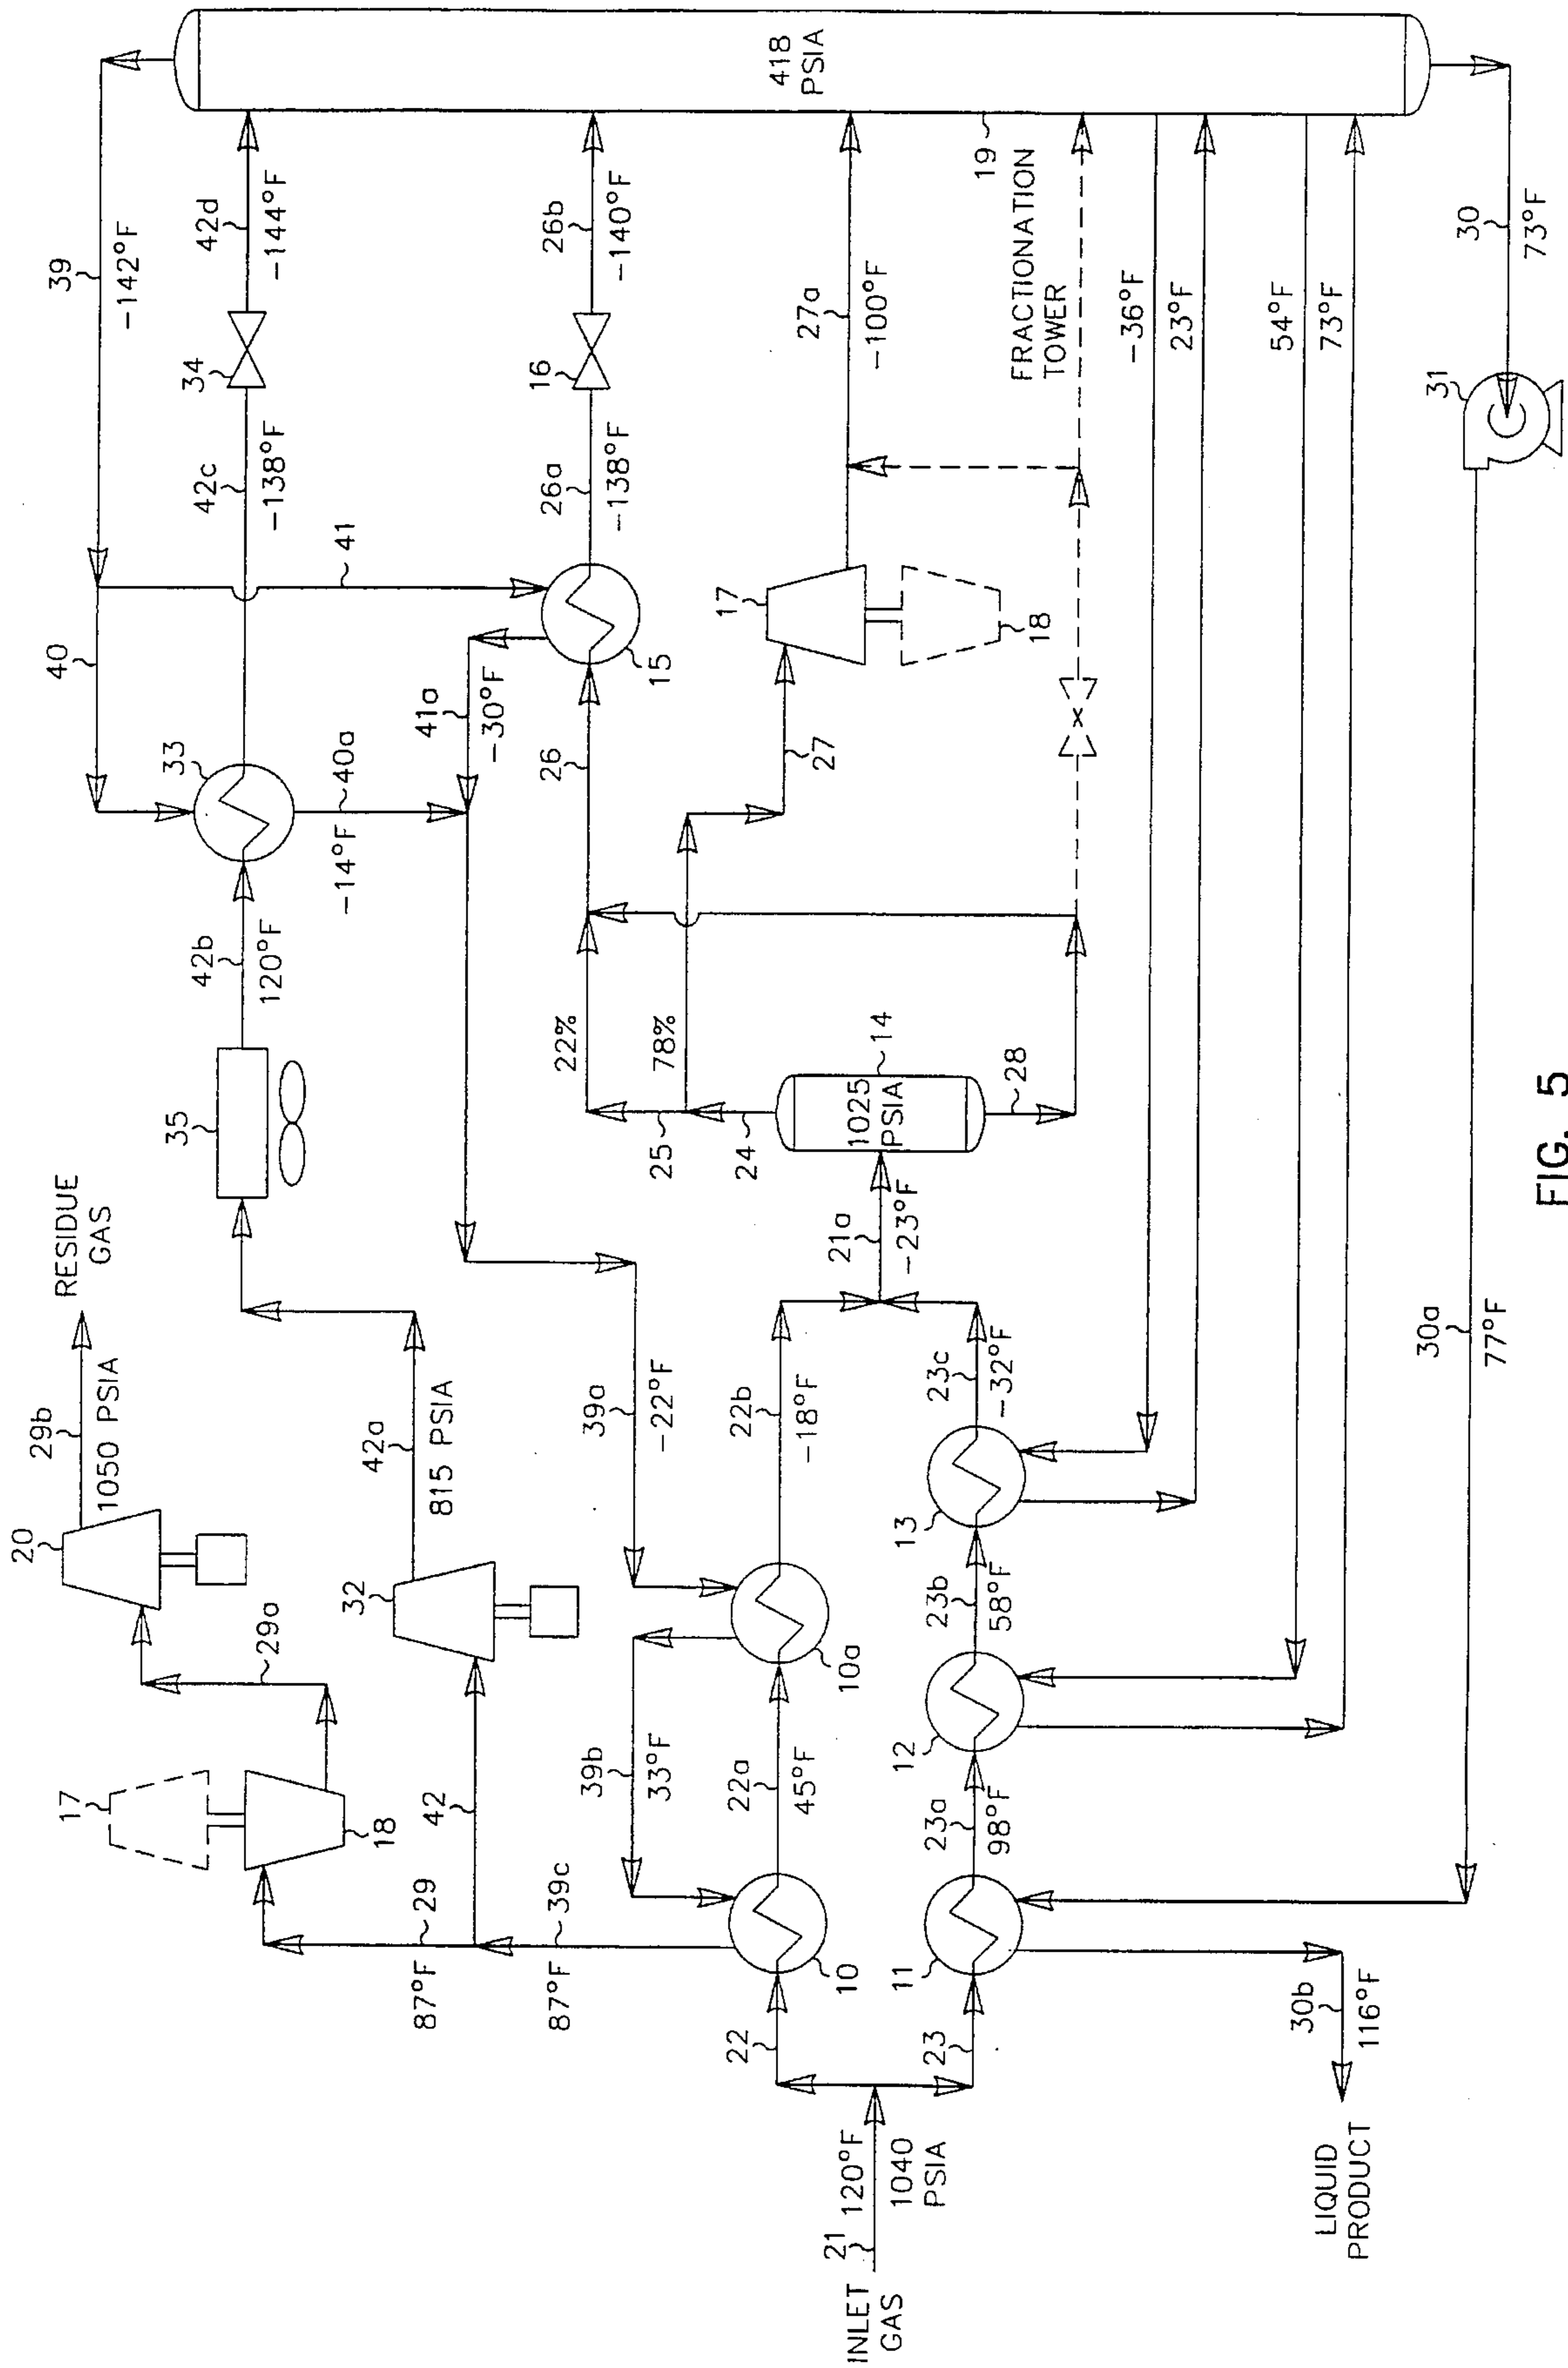 RESIDUE
GAS
29b
1050 PSIA
20
29a
17
18
29
87°F
42
32
42a
815 PSIA
35
42b
120°F
33
40
40a
-14°F
39
-142°F
42c
-138°F
34
42d
-144°F
41
41a
-30°F
15
26
26a
-138°F
16
26b
-140°F
418
PSIA
39c
87°F
39b
33°F
39a
-22°F
22%
78%
25
24
1025
PSIA
14
28
27
17
18
27a
-100°F
19
FRACTIONATION
TOWER
INLET
GAS
21
120°F
1040
PSIA
22
10
22a
45°F
10a
22b
-18°F
21a
-23°F
23
11
23a
98°F
12
23b
58°F
13
23c
-32°F
-36°F
23°F
54°F
73°F
LIQUID
PRODUCT
30b
116°F
30a
77°F
31
30
73°F
FIG. 5